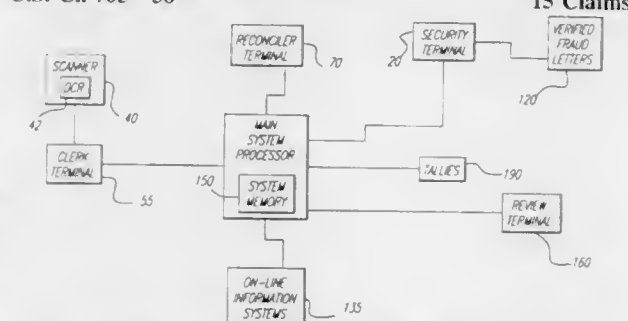 15 Claims
RECONCILER
TERMINAL
70
SECURITY
TERMINAL
20
VERIFIED
FRAUD
LETTERS
120
SCANNER
OCR
42
40
MAIN
SYSTEM
PROCESSOR
150
SYSTEM
MEMORY
CLERK
TERMINAL
55
TALLIES
190
REVIEW
TERMINAL
160
ON-LINE
INFORMATION
SYSTEMS
135